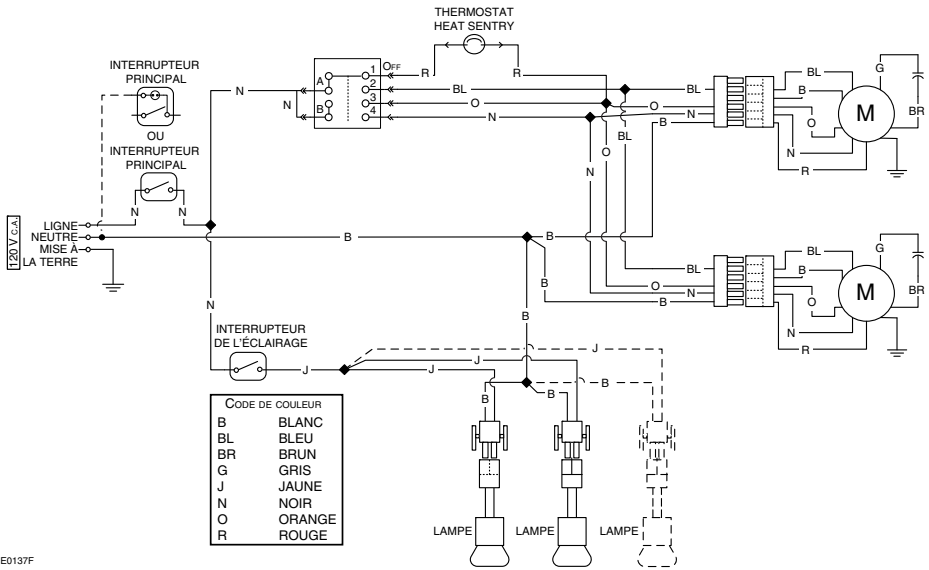 THERMOSTAT
HEAT SENTRY
INTERRUPTEUR
PRINCIPAL
OU
INTERRUPTEUR
PRINCIPAL
N
N
LIGNE
NEUTRE
MISE À
LA TERRE
120 V C.A.
N
N
A
B
1
2
3
4
OFF
R
R
BL
O
N
BL
O
N
B
BL
O
N
BL
B
O
N
R
M
G
BR
B
B
B
BL
O
N
B
BL
B
O
N
R
M
G
BR
N
INTERRUPTEUR
DE L'ÉCLAIRAGE
J
J
J
J
B
B
B
B
CODE DE COULEUR
B BLANC
BL BLEU
BR BRUN
G GRIS
J JAUNE
N NOIR
O ORANGE
R ROUGE
LAMPE
LAMPE
LAMPE
E0137F